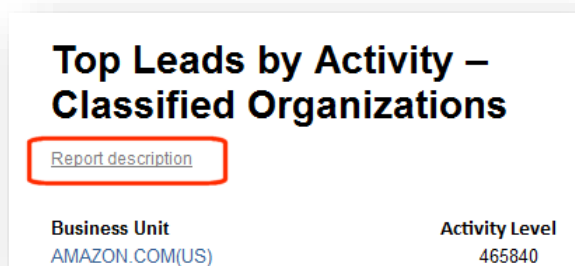 Top Leads by Activity –
Classified Organizations
Report description
Business Unit Activity Level
AMAZON.COM(US) 465840